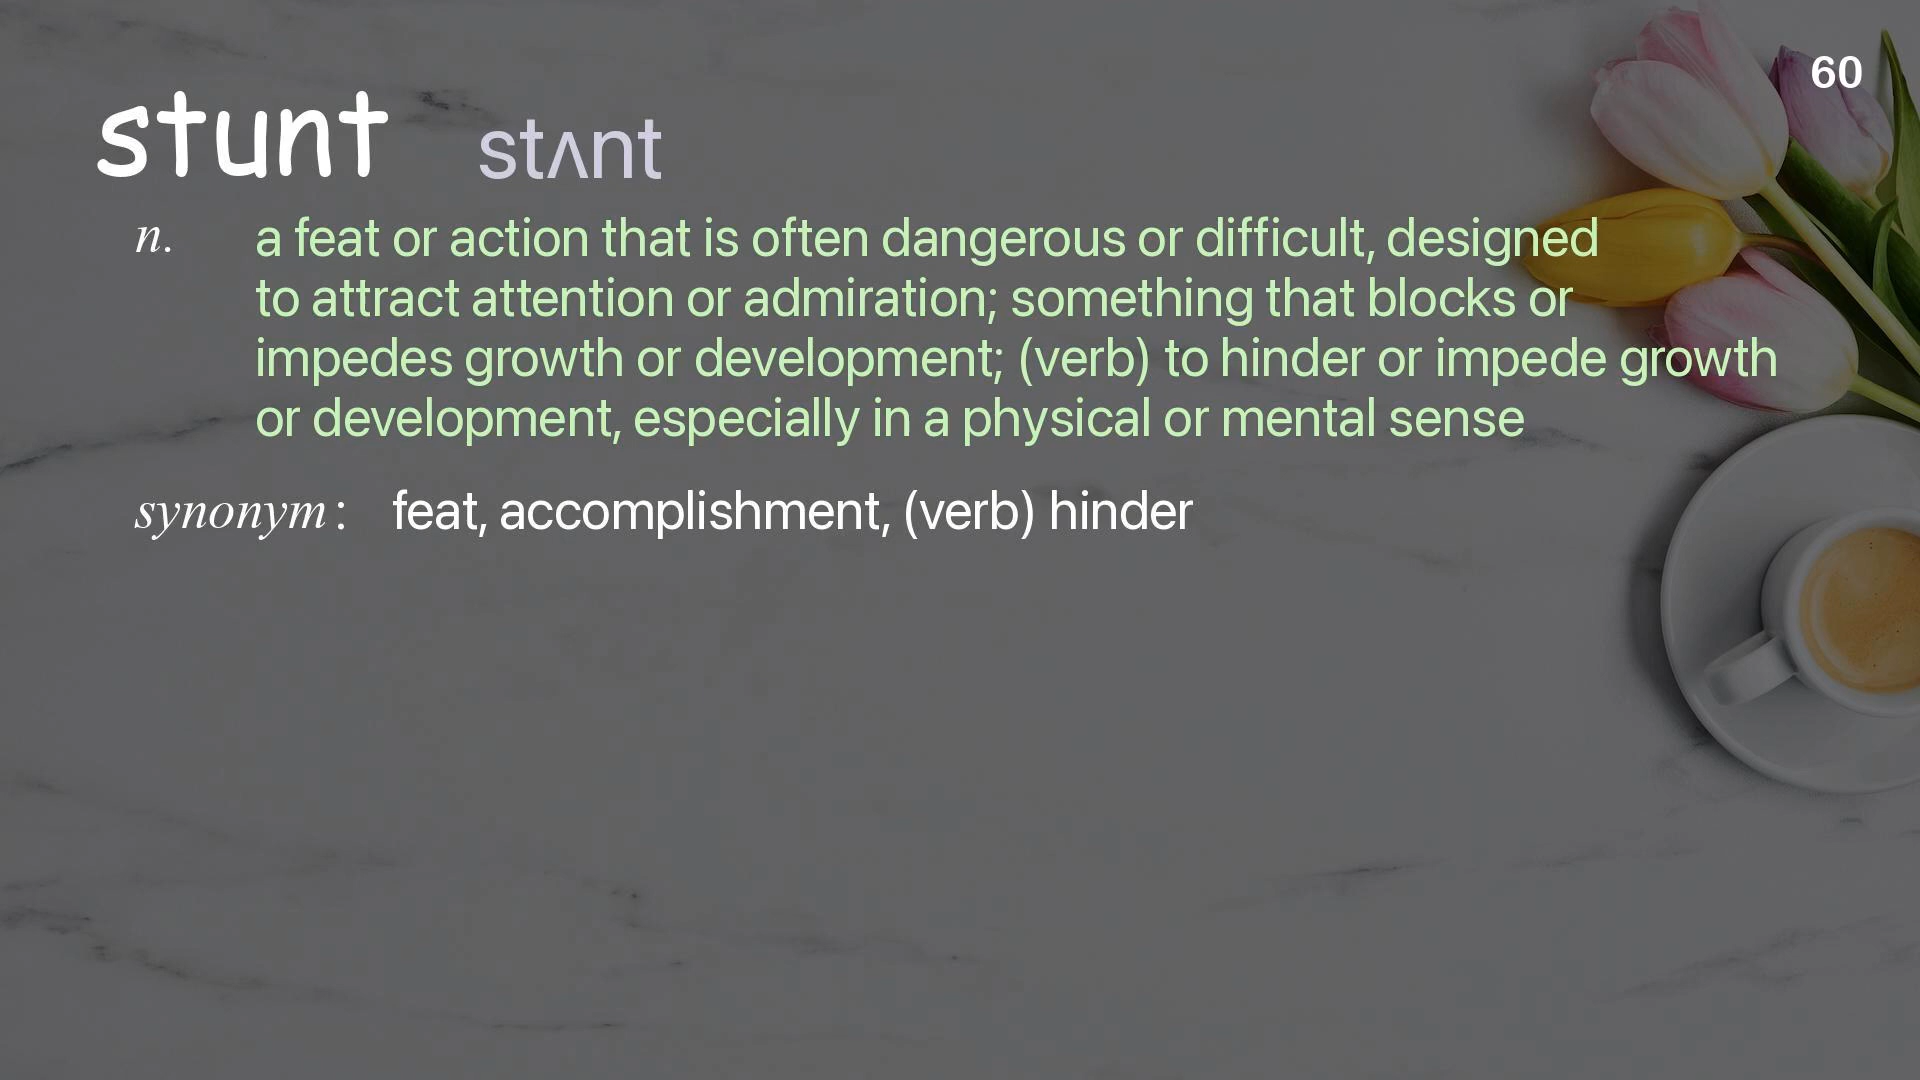 60
stunt stʌnt
n. a feat or action that is often dangerous or difficult, designed
to attract attention or admiration; something that blocks or
impedes growth or development; (verb) to hinder or impede growth
or development, especially in a physical or mental sense
synonym: feat, accomplishment, (verb) hinder